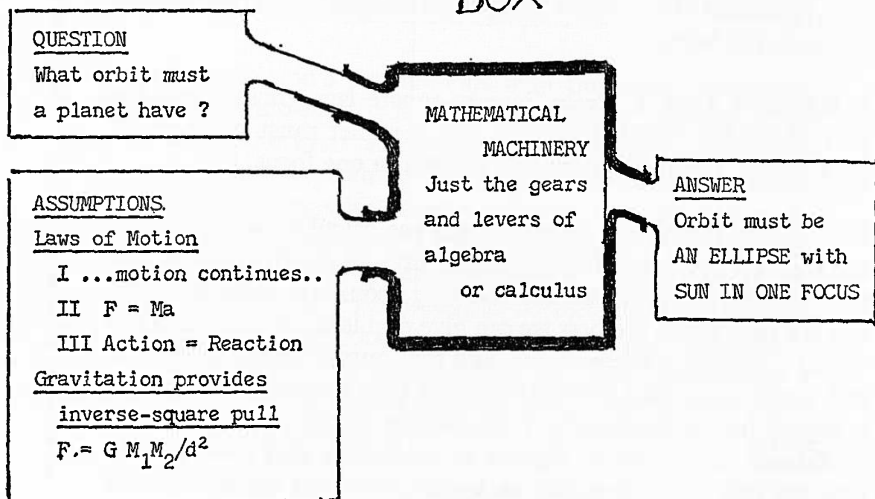 BOX
QUESTION
What orbit must
a planet have ?
MATHEMATICAL
MACHINERY
Just the gears
and levers of
algebra
or calculus
ASSUMPTIONS.
Laws of Motion
I ...motion continues..
II F = Ma
III Action = Reaction
Gravitation provides
inverse-square pull
F.= G M₁M₂/d²
ANSWER
Orbit must be
AN ELLIPSE with
SUN IN ONE FOCUS